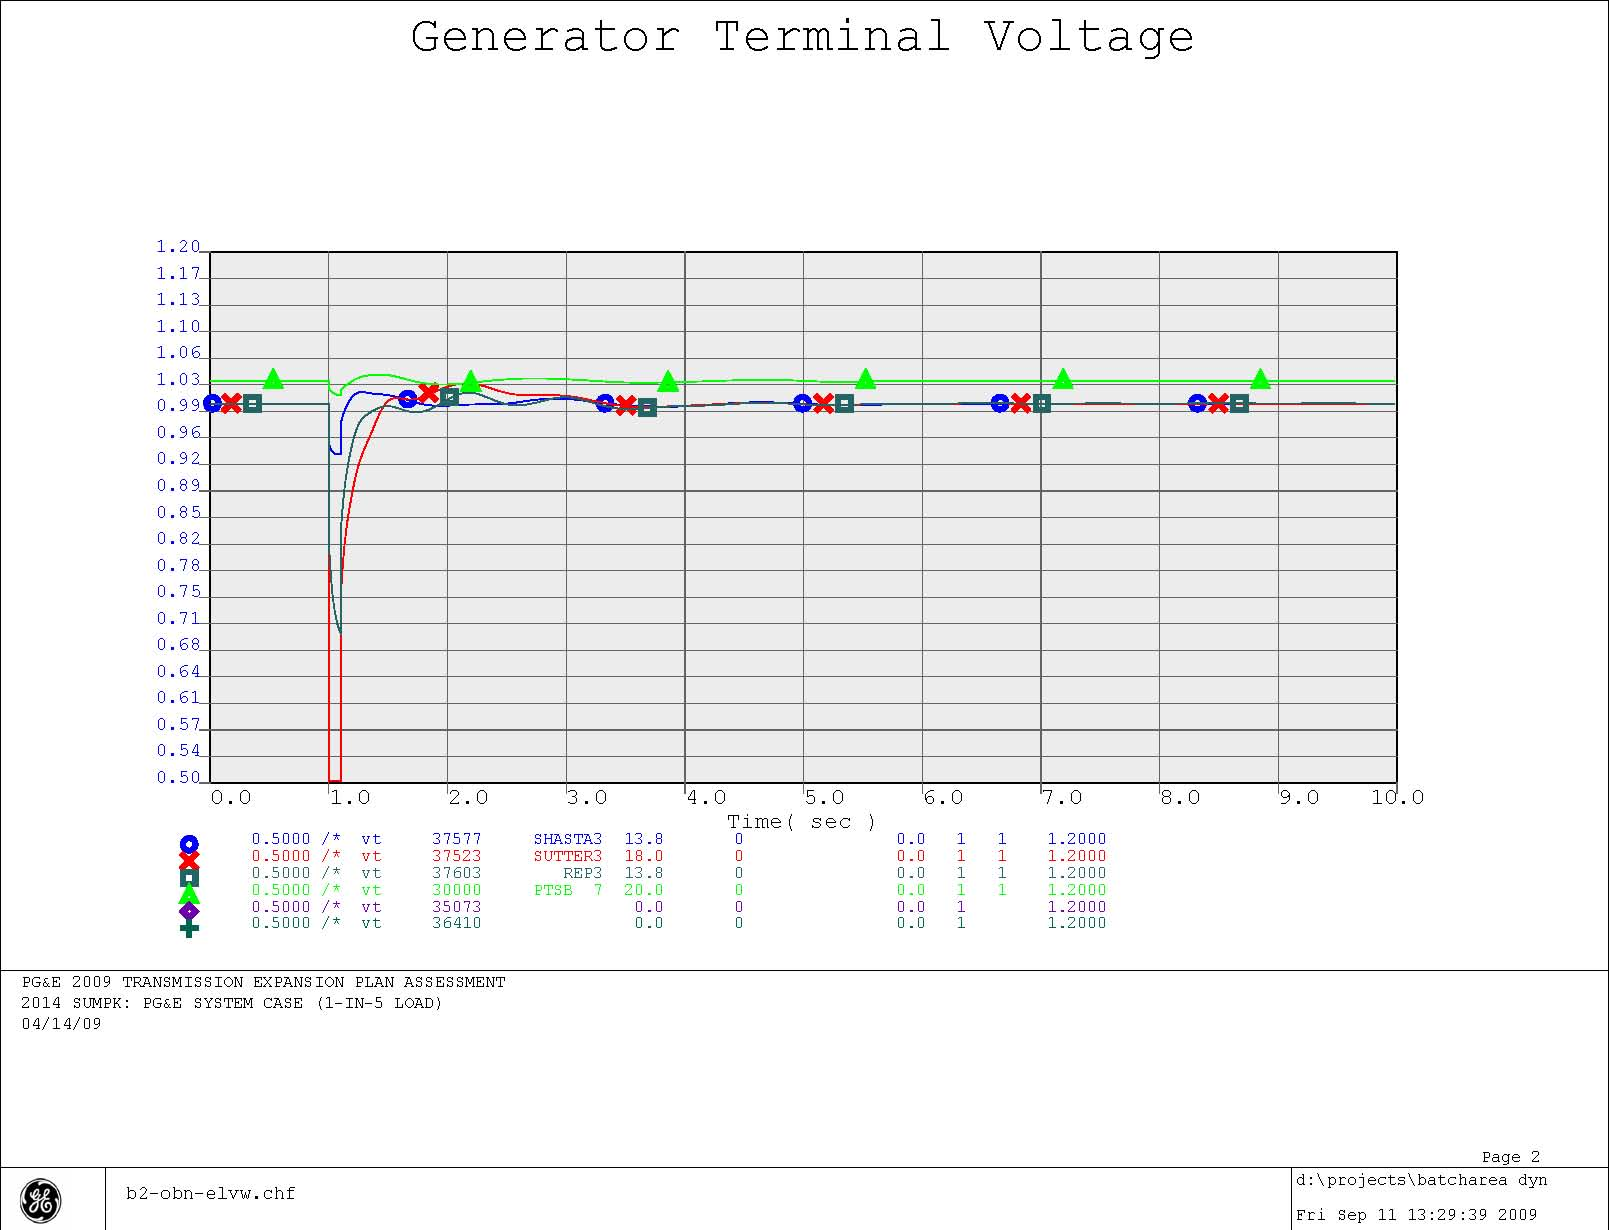 Generator Terminal Voltage
1.20
1.17
1.13
1.10
1.06
1.03
0.99
0.96
0.92
0.89
0.85
0.82
0.78
0.75
0.71
0.68
0.64
0.61
0.57
0.54
0.50
0.0 1.0 2.0 3.0 4.0 5.0 6.0 7.0 8.0 9.0 10.0
Time( sec )
0.5000 /* vt 37577 SHASTA3 13.8 0 0.0 1 1 1.2000
0.5000 /* vt 37523 SUTTER3 18.0 0 0.0 1 1 1.2000
0.5000 /* vt 37603 REP3 13.8 0 0.0 1 1 1.2000
0.5000 /* vt 30000 PTSB 7 20.0 0 0.0 1 1 1.2000
0.5000 /* vt 35073 0.0 0 0.0 1 1.2000
0.5000 /* vt 36410 0.0 0 0.0 1 1.2000
PG&E 2009 TRANSMISSION EXPANSION PLAN ASSESSMENT
2014 SUMPK: PG&E SYSTEM CASE (1-IN-5 LOAD)
04/14/09
Page 2
GE
b2-obn-elvw.chf
d:\projects\batcharea dyn
Fri Sep 11 13:29:39 2009